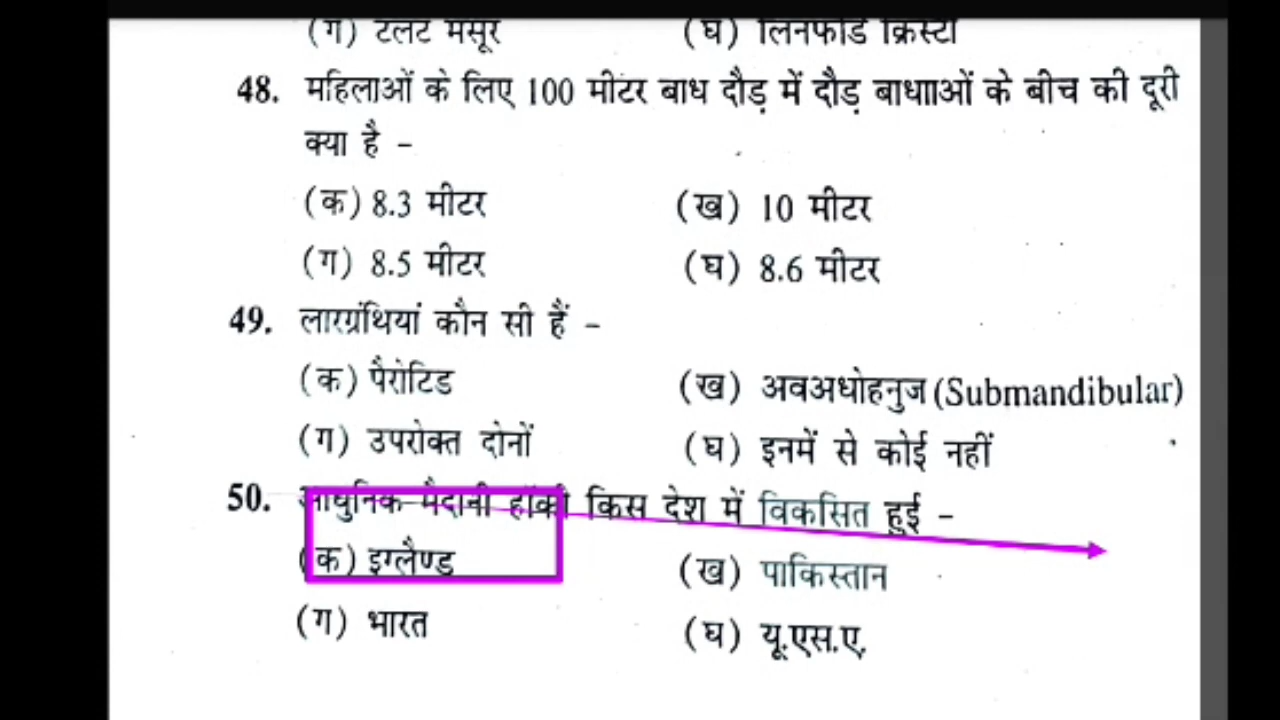 (ग) टेलेट मसूर (घ) लिनफोर्ड क्रिस्टी
48. महिलाओं के लिए 100 मीटर बाध दौड़ में दौड़ बाधााओं के बीच की दूरी
क्या है -
(क) 8.3 मीटर (ख) 10 मीटर
(ग) 8.5 मीटर (घ) 8.6 मीटर
49. लारग्रंथियां कौन सी हैं -
(क) पैरोटिड (ख) अवअधोहनुज (Submandibular)
(ग) उपरोक्त दोनों (घ) इनमें से कोई नहीं
50. आधुनिक मैदानी हॉकी किस देश में विकसित हुई -
(क) इग्लैण्ड (ख) पाकिस्तान
(ग) भारत (घ) यू.एस.ए.